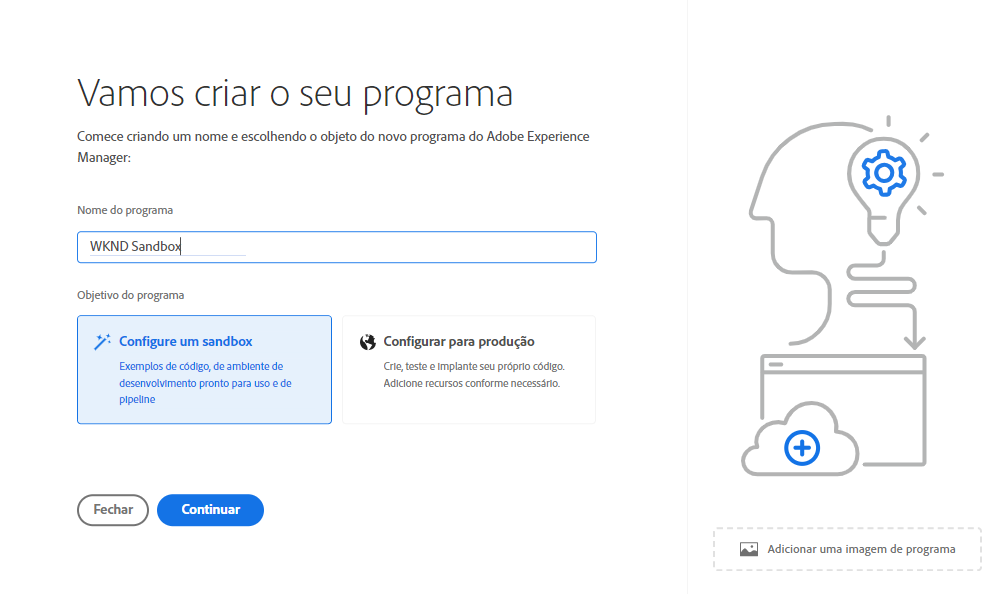 Vamos criar o seu programa
Comece criando um nome e escolhendo o objeto do novo programa do Adobe Experience
Manager:
Nome do programa
WKND Sandbox
Objetivo do programa
Configure um sandbox
Exemplos de código, de ambiente de
desenvolvimento pronto para uso e de
pipeline
Configurar para produção
Crie, teste e implante seu próprio código.
Adicione recursos conforme necessário.
Fechar
Continuar
Adicionar uma imagem de programa